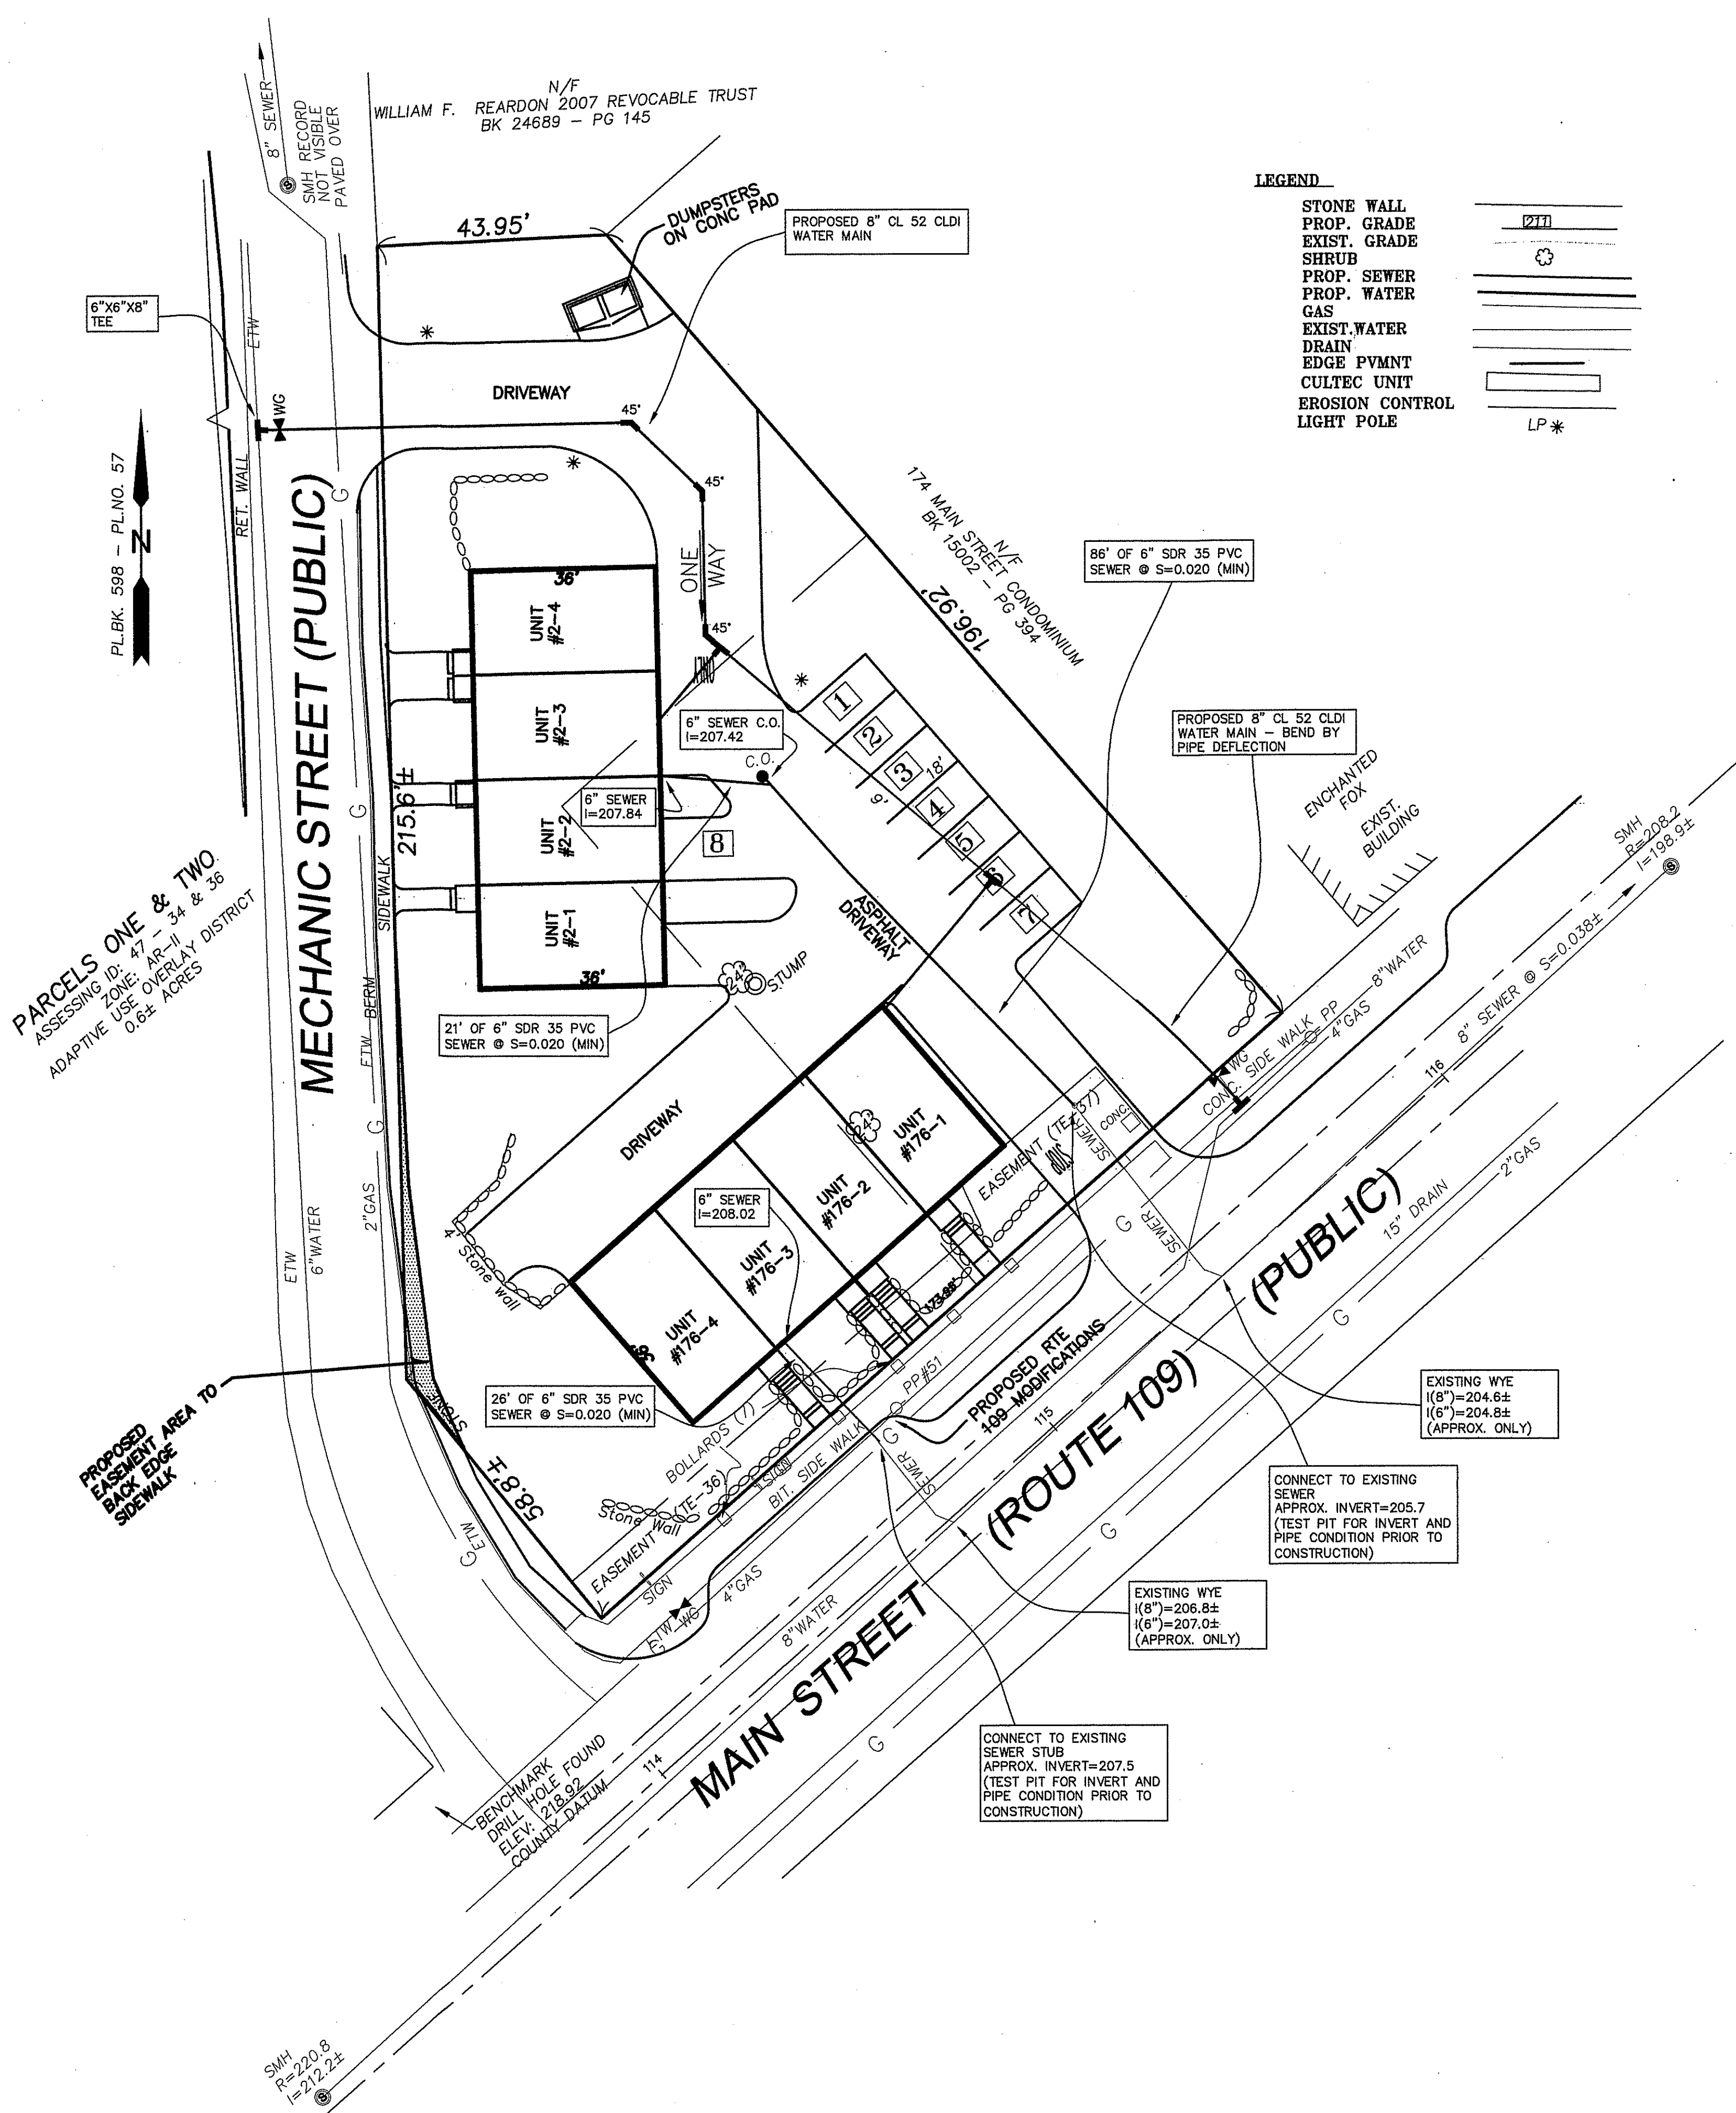 N/F
WILLIAM F. REARDON 2007 REVOCABLE TRUST
BK 24689 - PG 145
8" SEWER
SMH RECORD
NOT VISIBLE
PAVED OVER
43.95'
DUMPSTERS
ON CONC PAD
PROPOSED 8" CL 52 CLDI
WATER MAIN
LEGEND
STONE WALL
PROP. GRADE
211
EXIST. GRADE
SHRUB
PROP. SEWER
PROP. WATER
GAS
EXIST.WATER
DRAIN
EDGE PVMNT
CULTEC UNIT
EROSION CONTROL
LIGHT POLE
LP
6"X6"X8"
TEE
ETW
WG
DRIVEWAY
45°
45°
45°
RET. WALL
PL.BK. 598 - PL.NO. 57
N
G
MECHANIC STREET (PUBLIC)
ONE
WAY
N/F
174 MAIN STREET CONDOMINIUM
BK 15002 - PG 394
196.92'
86' OF 6" SDR 35 PVC
SEWER @ S=0.020 (MIN)
36'
UNIT
#2-4
UNIT
#2-3
UNIT
#2-2
UNIT
#2-1
36'
6" SEWER C.O.
I=207.42
C.O.
6" SEWER
I=207.84
8
1
2
3
4
5
6
7
18'
9'
PROPOSED 8" CL 52 CLDI
WATER MAIN - BEND BY
PIPE DEFLECTION
ENCHANTED
FOX
EXIST.
BUILDING
SMH
R=208.2
I=198.9±
215.6'±
G
SIDEWALK
PARCELS ONE & TWO
ASSESSING ID: 47 - 34 & 36
ZONE: AR-II
ADAPTIVE USE OVERLAY DISTRICT
0.6± ACRES
ETW BERM
G
G
2"GAS
6"WATER
ETW
ASPHALT
DRIVEWAY
24"
STUMP
21' OF 6" SDR 35 PVC
SEWER @ S=0.020 (MIN)
DRIVEWAY
24"
UNIT
#176-1
UNIT
#176-2
UNIT
#176-3
UNIT
#176-4
36'
6" SEWER
I=208.02
4' Stone wall
EASEMENT (TE-37)
SEWER
CONC.
STOP
WG
CONC. SIDE WALK PP
8"WATER
4"GAS
8" SEWER @ S=0.038±
116
2"GAS
15" DRAIN
G
G
SEWER
173.88'
(PUBLIC)
PROPOSED RTE
109 MODIFICATIONS
115
PP#51
(ROUTE 109)
EXISTING WYE
I(8")=204.6±
I(6")=204.8±
(APPROX. ONLY)
PROPOSED
EASEMENT AREA TO
BACK EDGE
SIDEWALK
STONE
58.8'±
26' OF 6" SDR 35 PVC
SEWER @ S=0.020 (MIN)
BOLLARDS (7)
Stone Wall
EASEMENT (TE-36)
SIGN
BIT. SIDE WALK
G
SEWER
CONNECT TO EXISTING
SEWER
APPROX. INVERT=205.7
(TEST PIT FOR INVERT AND
PIPE CONDITION PRIOR TO
CONSTRUCTION)
G
ETW
G
SIGN
ETW
WG
G
4"GAS
8"WATER
EXISTING WYE
I(8")=206.8±
I(6")=207.0±
(APPROX. ONLY)
MAIN STREET
G
114
CONNECT TO EXISTING
SEWER STUB
APPROX. INVERT=207.5
(TEST PIT FOR INVERT AND
PIPE CONDITION PRIOR TO
CONSTRUCTION)
BENCHMARK
DRILL HOLE FOUND
ELEV: 218.92
COUNTY DATUM
SMH
R=220.8
I=212.2±